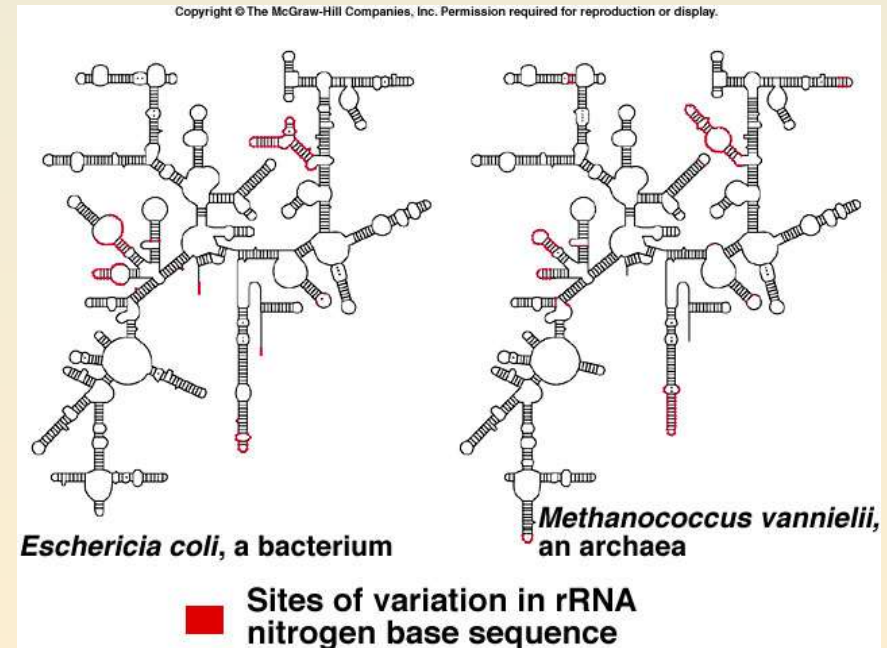 Copyright © The McGraw-Hill Companies, Inc. Permission required for reproduction or display.
Eschericia coli, a bacterium
Methanococcus vannielii,
an archaea
Sites of variation in rRNA
nitrogen base sequence